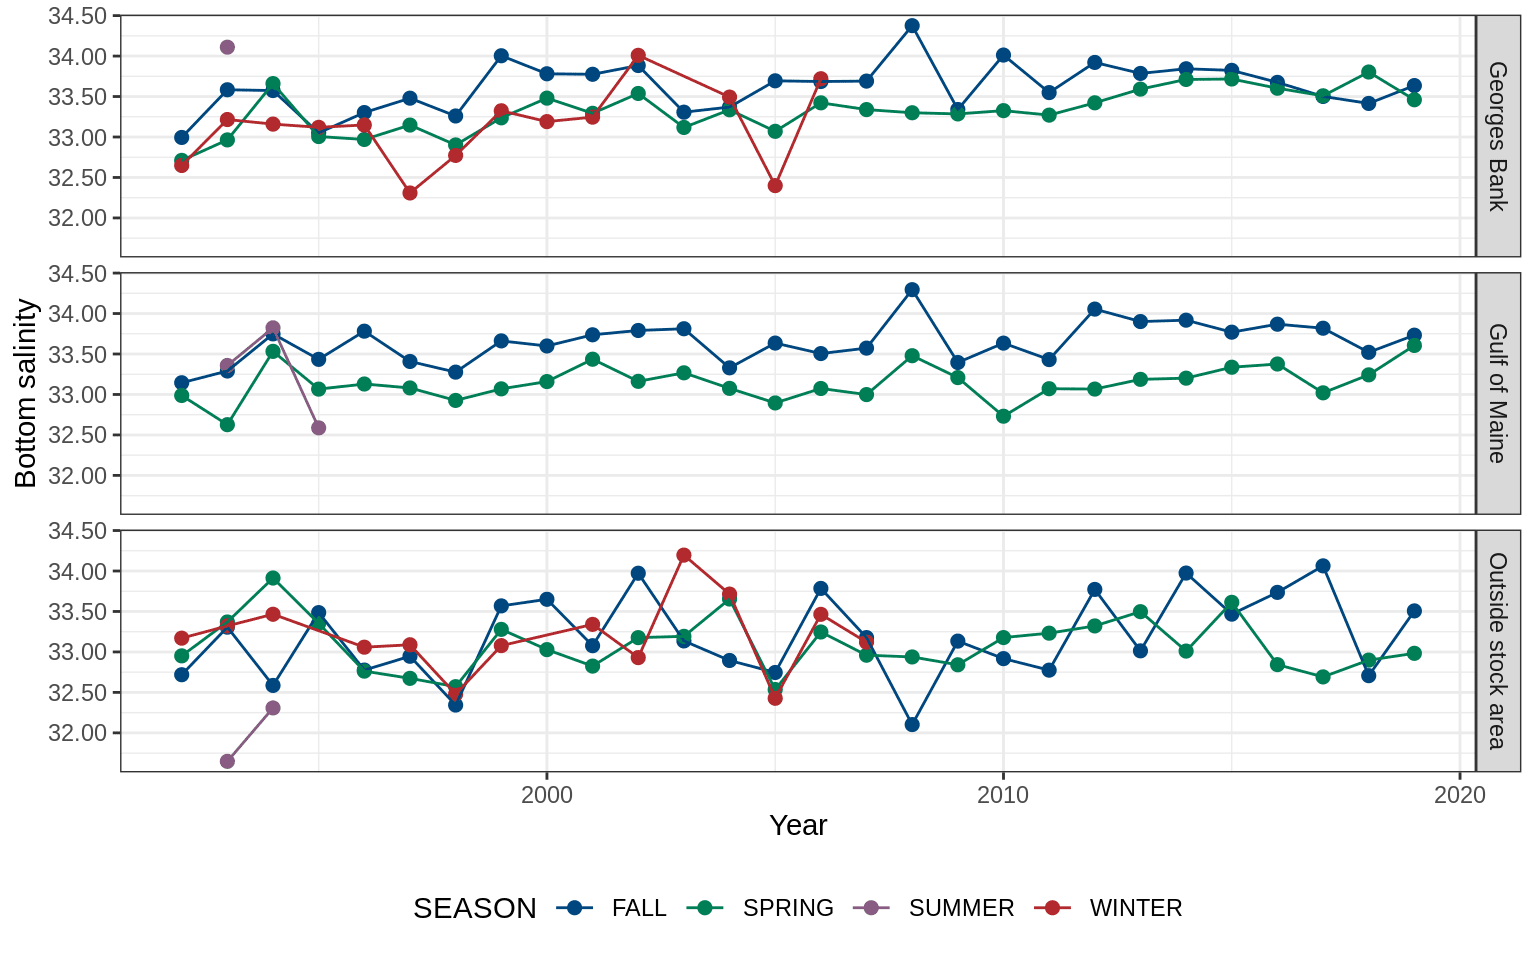 34.50
34.00
33.50
33.00
32.50
32.00
Georges Bank
34.50
34.00
33.50
33.00
32.50
32.00
Gulf of Maine
34.50
34.00
33.50
33.00
32.50
32.00
Outside stock area
Bottom salinity
2000
2010
2020
Year
SEASON
FALL
SPRING
SUMMER
WINTER